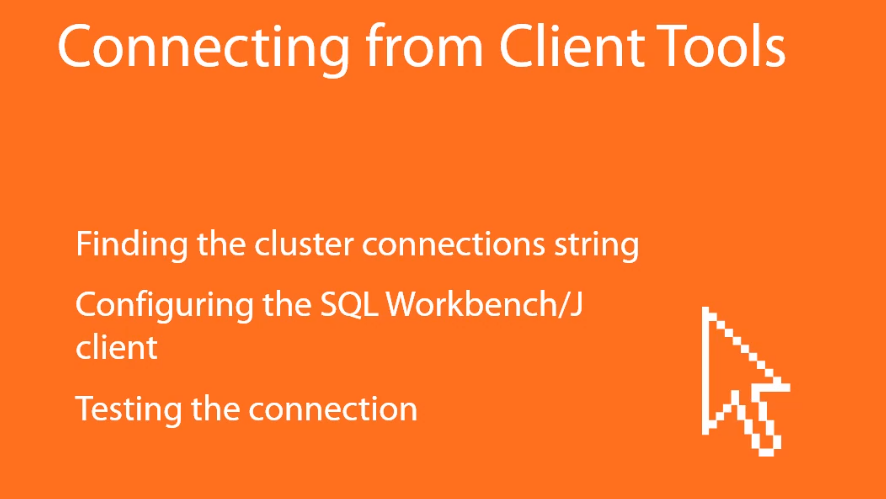 Connecting from Client Tools
Finding the cluster connections string
Configuring the SQL Workbench/J
client
Testing the connection